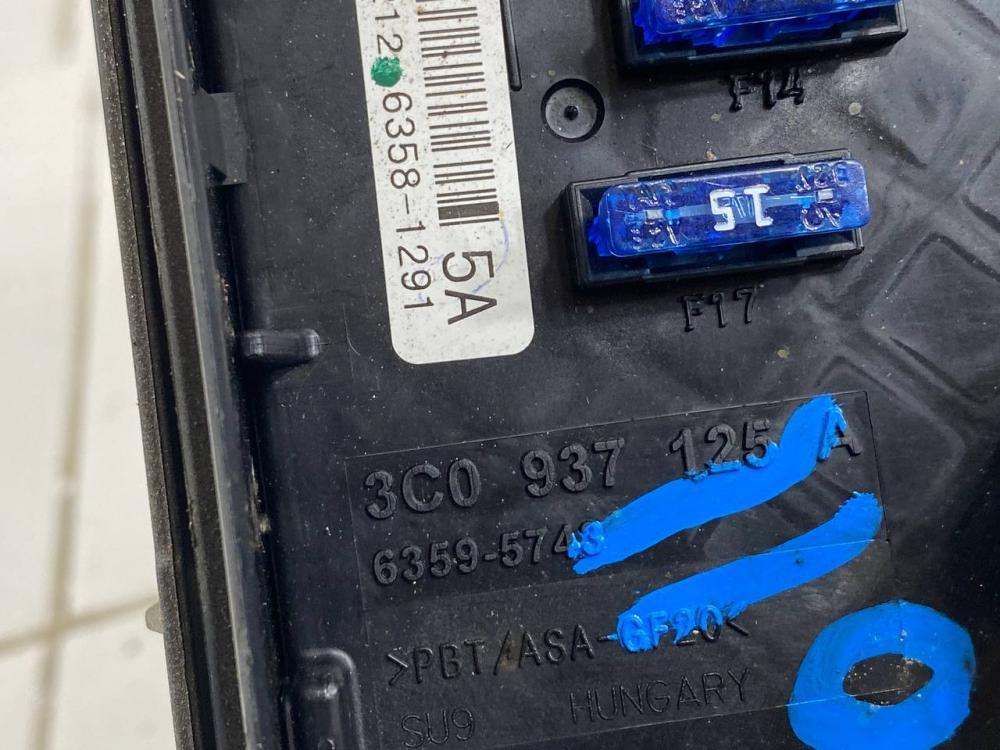 12 6358-1291
5A
F14
15
F17
3C0 937 125 A
6359-5743
>PBT/ASA-GF20<
SU9 HUNGARY